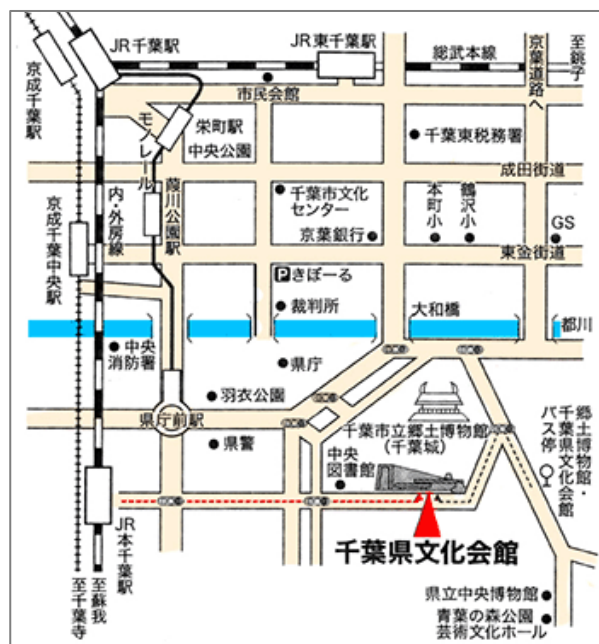 JR千葉駅
JR東千葉駅
総武本線
京葉道路へ
至銚子
京成千葉駅
市民会館
モノレール
栄町駅
中央公園
千葉東税務署
成田街道
葭川公園駅
千葉市文化
センター
本町小
鶴沢小
京葉銀行
GS
内・外房線
京成千葉中央駅
東金街道
Pきぼーる
裁判所
大和橋
都川
中央
消防署
県庁
羽衣公園
県庁前駅
県警
千葉市立郷土博物館
(千葉城)
中央
図書館
郷土博物館・
千葉県文化会館
バス停
JR本千葉駅
千葉県文化会館
至蘇我
至千葉寺
県立中央博物館
青葉の森公園
芸術文化ホール